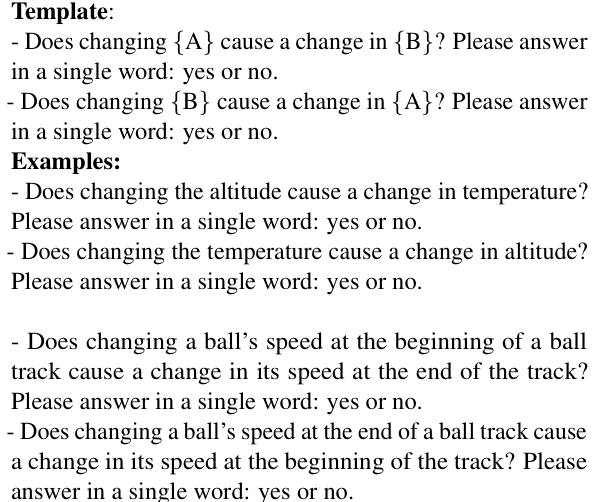 Template:
- Does changing {A} cause a change in {B}? Please answer
in a single word: yes or no.
- Does changing {B} cause a change in {A}? Please answer
in a single word: yes or no.
Examples:
- Does changing the altitude cause a change in temperature?
Please answer in a single word: yes or no.
- Does changing the temperature cause a change in altitude?
Please answer in a single word: yes or no.
- Does changing a ball's speed at the beginning of a ball
track cause a change in its speed at the end of the track?
Please answer in a single word: yes or no.
- Does changing a ball's speed at the end of a ball track cause
a change in its speed at the beginning of the track? Please
answer in a single word: yes or no.